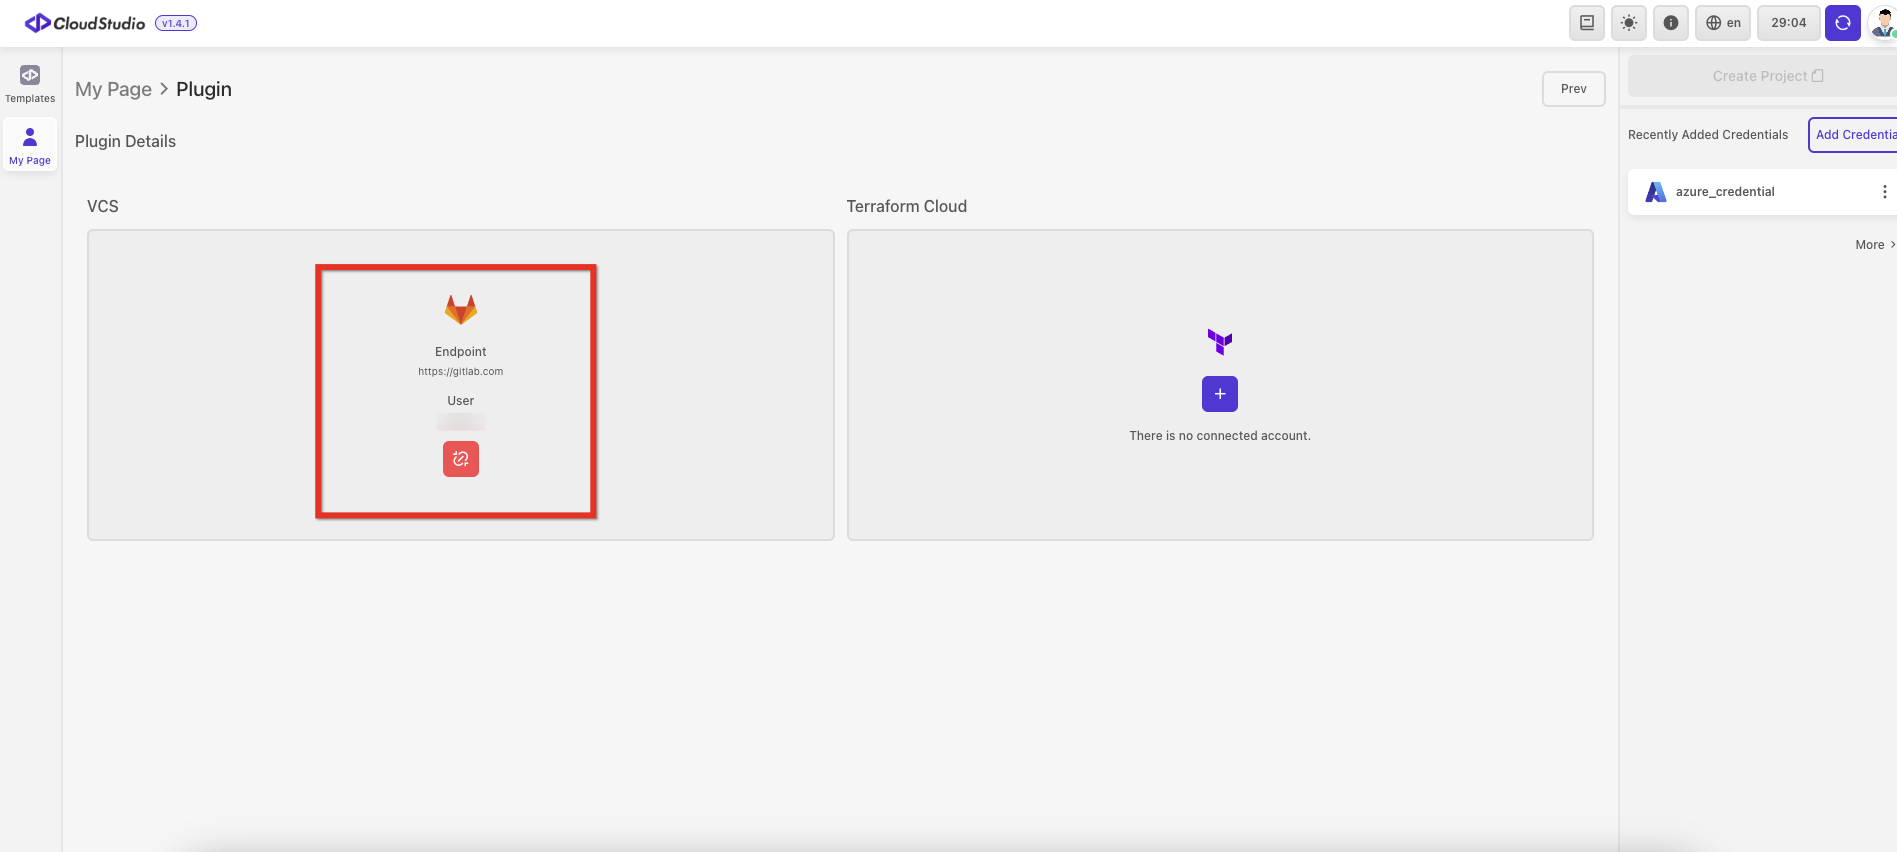 CloudStudio v1.4.1
en
29:04
Templates
My Page
My Page > Plugin
Prev
Plugin Details
VCS
Endpoint
https://gitlab.com
User
Terraform Cloud
There is no connected account.
Create Project
Recently Added Credentials
Add Credentia
azure_credential
More >